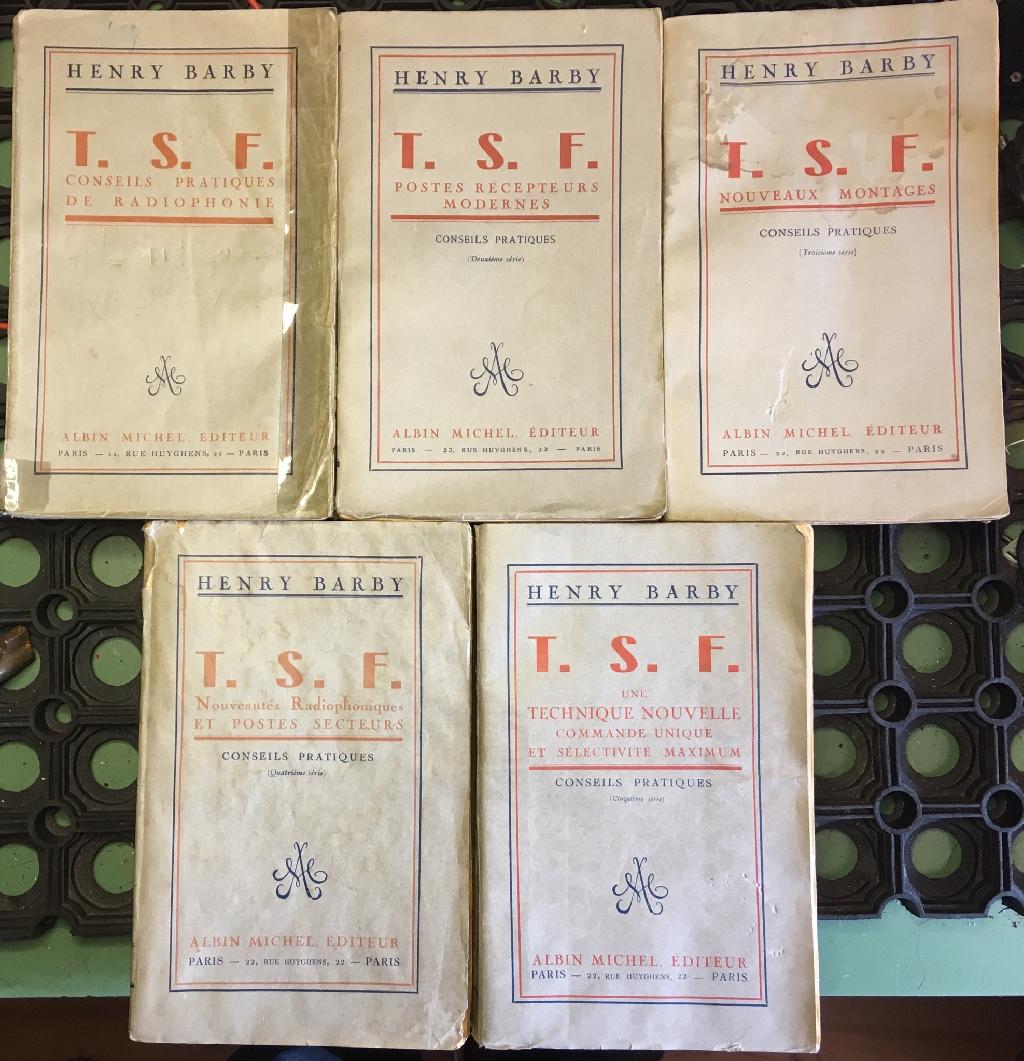 HENRY BARBY
T. S. F.
CONSEILS PRATIQUES
DE RADIOPHONIE
ALBIN MICHEL, ÉDITEUR
PARIS — 22, RUE HUYGHENS, 22 — PARIS
HENRY BARBY
T. S. F.
POSTES RÉCEPTEURS
MODERNES
CONSEILS PRATIQUES
(Deuxième série)
ALBIN MICHEL, ÉDITEUR
PARIS — 22, RUE HUYGHENS, 22 — PARIS
HENRY BARBY
T. S. F.
NOUVEAUX MONTAGES
CONSEILS PRATIQUES
(Troisième série)
ALBIN MICHEL, ÉDITEUR
PARIS — 22, RUE HUYGHENS, 22 — PARIS
HENRY BARBY
T. S. F.
Nouveautés Radiophoniques
ET POSTES SECTEURS
CONSEILS PRATIQUES
(Quatrième série)
ALBIN MICHEL, ÉDITEUR
PARIS — 22, RUE HUYGHENS, 22 — PARIS
HENRY BARBY
T. S. F.
UNE
TECHNIQUE NOUVELLE
COMMANDE UNIQUE
ET SÉLECTIVITÉ MAXIMUM
CONSEILS PRATIQUES
(Cinquième série)
ALBIN MICHEL, ÉDITEUR
PARIS — 22, RUE HUYGHENS, 22 — PARIS